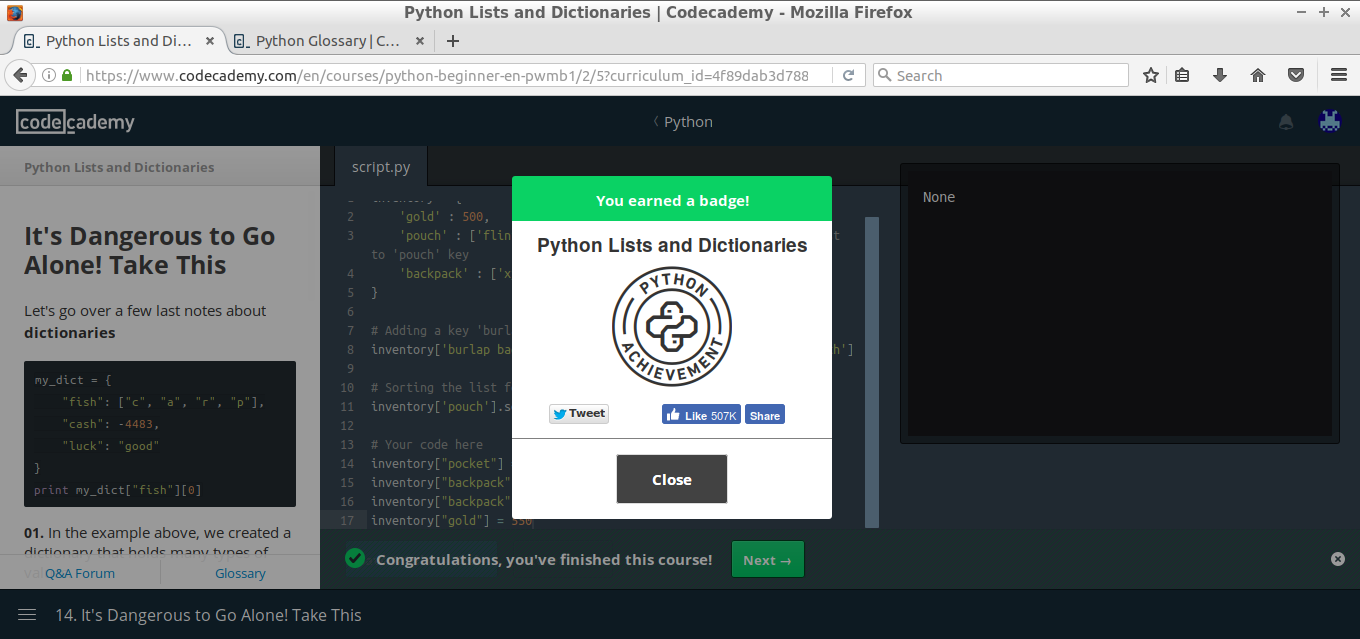 Python Lists and Dictionaries | Codecademy - Mozilla Firefox
Python Lists and Di...
Python Glossary | C...
https://www.codecademy.com/en/courses/python-beginner-en-pwmb1/2/5?curriculum_id=4f89dab3d788
Search
codecademy
Python
Python Lists and Dictionaries
It's Dangerous to Go
Alone! Take This
Let's go over a few last notes about
dictionaries
my_dict = {
"fish": ["c", "a", "r", "p"],
"cash": -4483,
"luck": "good"
}
print my_dict["fish"][0]
01. In the example above, we created a
dictionary that holds many types of
Q&A Forum
Glossary
script.py
2 'gold' : 500,
3 'pouch' : ['flin
to 'pouch' key
4 'backpack' : ['x
5 }
6
7 # Adding a key 'burl
8 inventory['burlap ba h']
9
10 # Sorting the list f
11 inventory['pouch'].s
12
13 # Your code here
14 inventory["pocket"]
15 inventory["backpack"
16 inventory["backpack"
17 inventory["gold"] = 550
None
You earned a badge!
Python Lists and Dictionaries
PYTHON
ACHIEVEMENT
Tweet
Like 507K
Share
Close
Congratulations, you've finished this course!
Next →
14. It's Dangerous to Go Alone! Take This